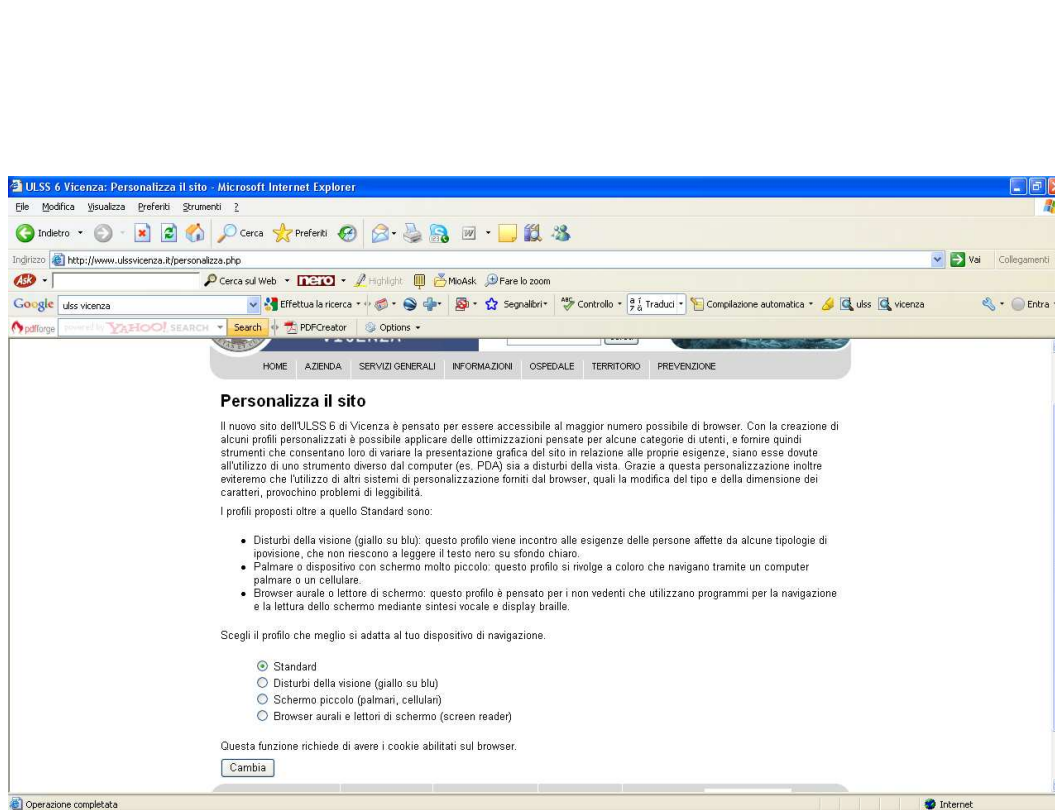 ULSS 6 Vicenza: Personalizza il sito - Microsoft Internet Explorer
File Modifica Visualizza Preferiti Strumenti ?
Indietro Cerca Preferiti
Indirizzo http://www.ulssvicenza.it/personalizza.php Vai Collegamenti
Ask Cerca sul Web nero Highlight MioAsk Fare lo zoom
Google ulss vicenza Effettua la ricerca Segnalibri Controllo Traduci Compilazione automatica ulss vicenza Entra
pdfforge powered by YAHOO! SEARCH Search PDFCreator Options
VICENZA
HOME AZIENDA SERVIZI GENERALI INFORMAZIONI OSPEDALE TERRITORIO PREVENZIONE
Personalizza il sito
Il nuovo sito dell'ULSS 6 di Vicenza è pensato per essere accessibile al maggior numero possibile di browser. Con la creazione di
alcuni profili personalizzati è possibile applicare delle ottimizzazioni pensate per alcune categorie di utenti, e fornire quindi
strumenti che consentano loro di variare la presentazione grafica del sito in relazione alle proprie esigenze, siano esse dovute
all'utilizzo di uno strumento diverso dal computer (es. PDA) sia a disturbi della vista. Grazie a questa personalizzazione inoltre
eviteremo che l'utilizzo di altri sistemi di personalizzazione forniti dal browser, quali la modifica del tipo e della dimensione dei
caratteri, provochino problemi di leggibilità.
I profili proposti oltre a quello Standard sono:
Disturbi della visione (giallo su blu): questo profilo viene incontro alle esigenze delle persone affette da alcune tipologie di
ipovisione, che non riescono a leggere il testo nero su sfondo chiaro.
Palmare o dispositivo con schermo molto piccolo: questo profilo si rivolge a coloro che navigano tramite un computer
palmare o un cellulare.
Browser aurale o lettore di schermo: questo profilo è pensato per i non vedenti che utilizzano programmi per la navigazione
e la lettura dello schermo mediante sintesi vocale e display braille.
Scegli il profilo che meglio si adatta al tuo dispositivo di navigazione.
Standard
Disturbi della visione (giallo su blu)
Schermo piccolo (palmari, cellulari)
Browser aurali e lettori di schermo (screen reader)
Questa funzione richiede di avere i cookie abilitati sul browser.
Cambia
Operazione completata Internet